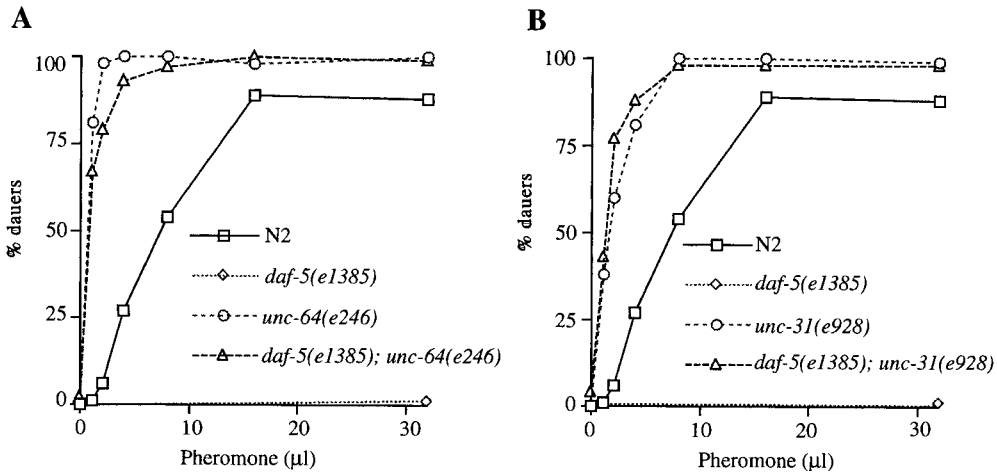 A
100
75
50
25
0
% dauers
N2
daf-5(e1385)
unc-64(e246)
daf-5(e1385); unc-64(e246)
0
10
20
30
Pheromone (µl)
B
100
75
50
25
0
% dauers
N2
daf-5(e1385)
unc-31(e928)
daf-5(e1385); unc-31(e928)
0
10
20
30
Pheromone (µl)